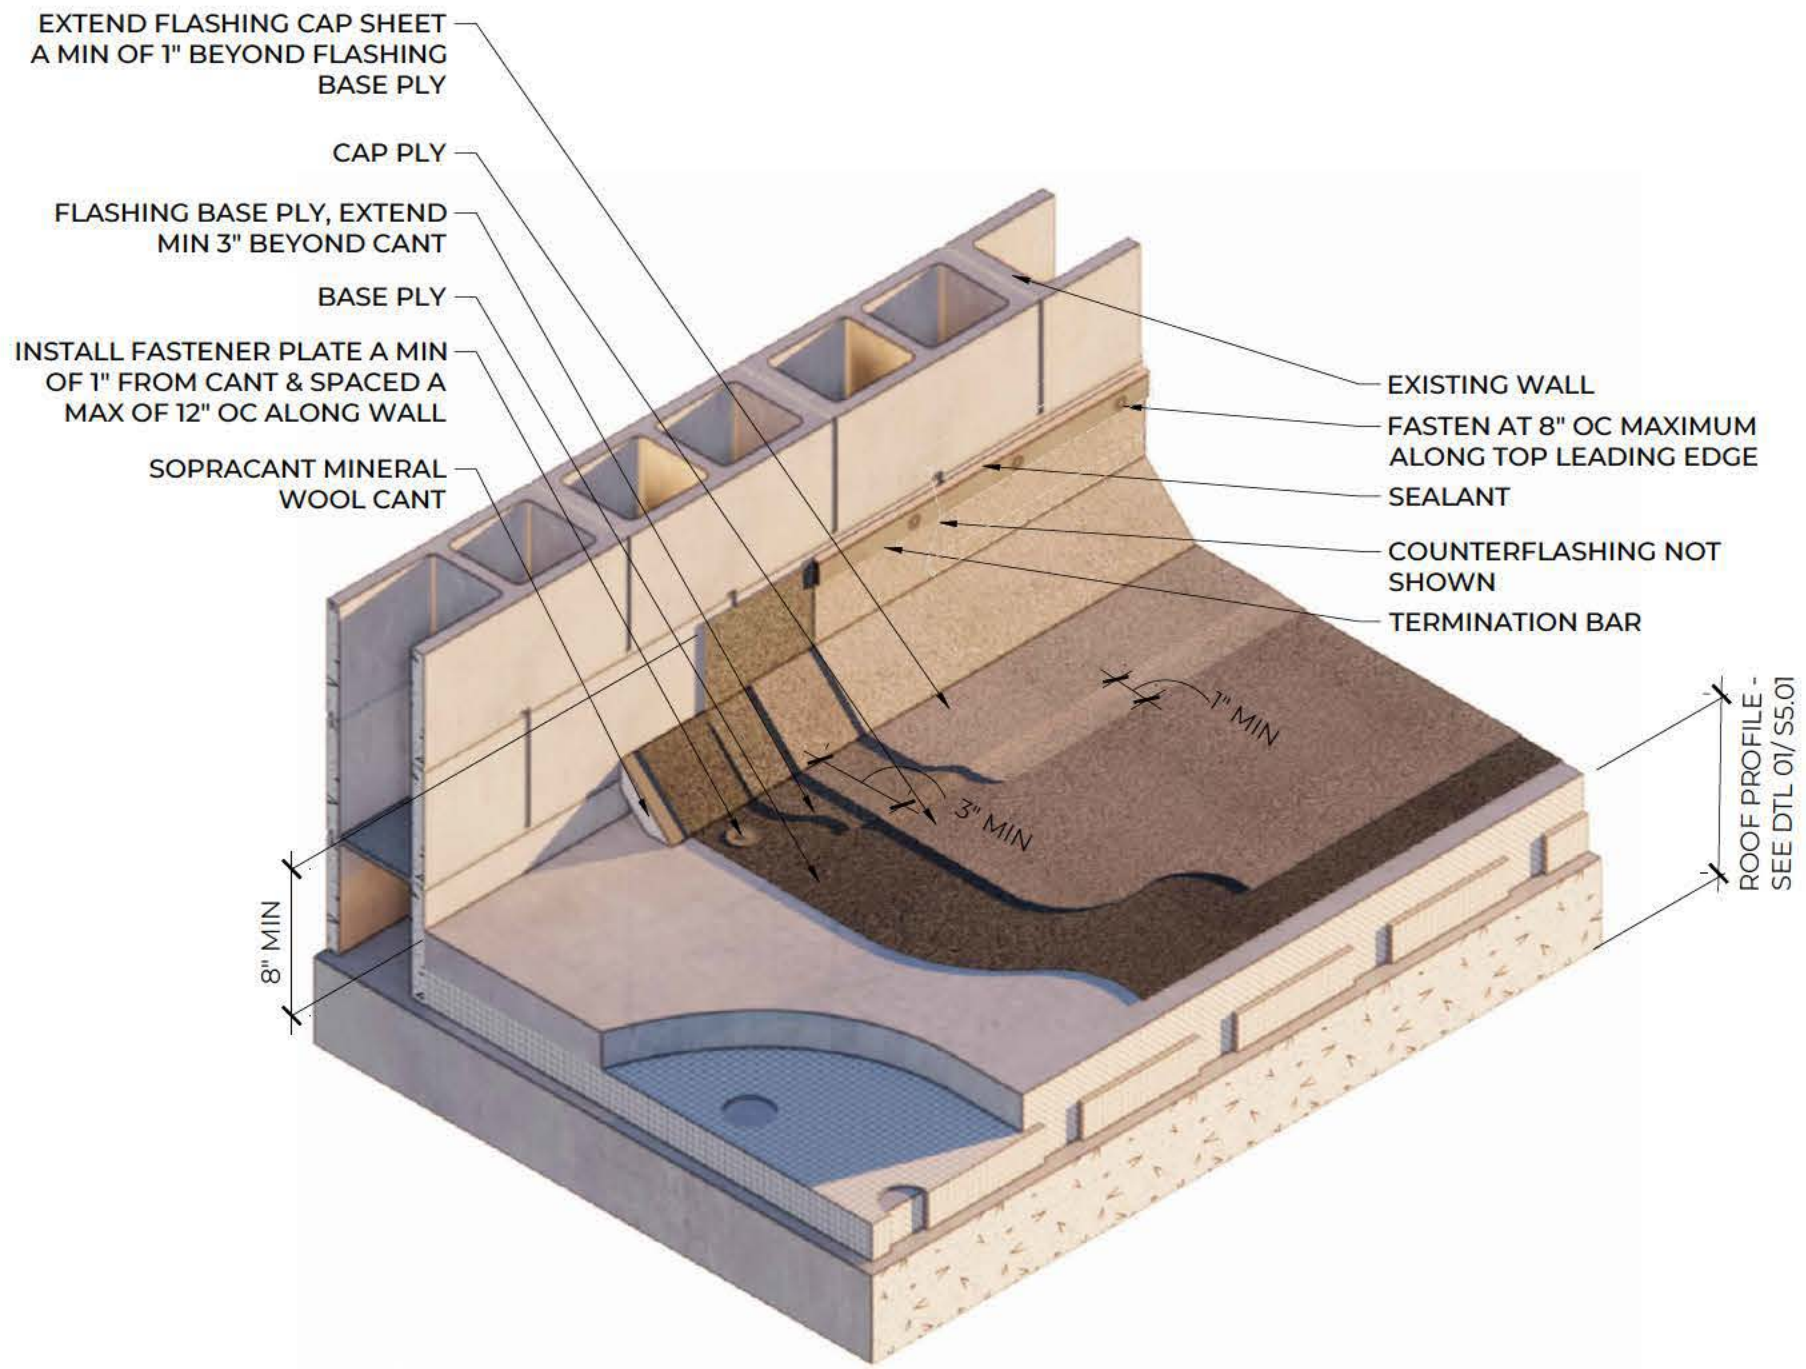 EXTEND FLASHING CAP SHEET
A MIN OF 1" BEYOND FLASHING
BASE PLY
CAP PLY
FLASHING BASE PLY, EXTEND
MIN 3" BEYOND CANT
BASE PLY
INSTALL FASTENER PLATE A MIN
OF 1" FROM CANT & SPACED A
MAX OF 12" OC ALONG WALL
SOPRACANT MINERAL
WOOL CANT
EXISTING WALL
FASTEN AT 8" OC MAXIMUM
ALONG TOP LEADING EDGE
SEALANT
COUNTERFLASHING NOT
SHOWN
TERMINATION BAR
1" MIN
3" MIN
8" MIN
ROOF PROFILE -
SEE DTL 01/ S5.01